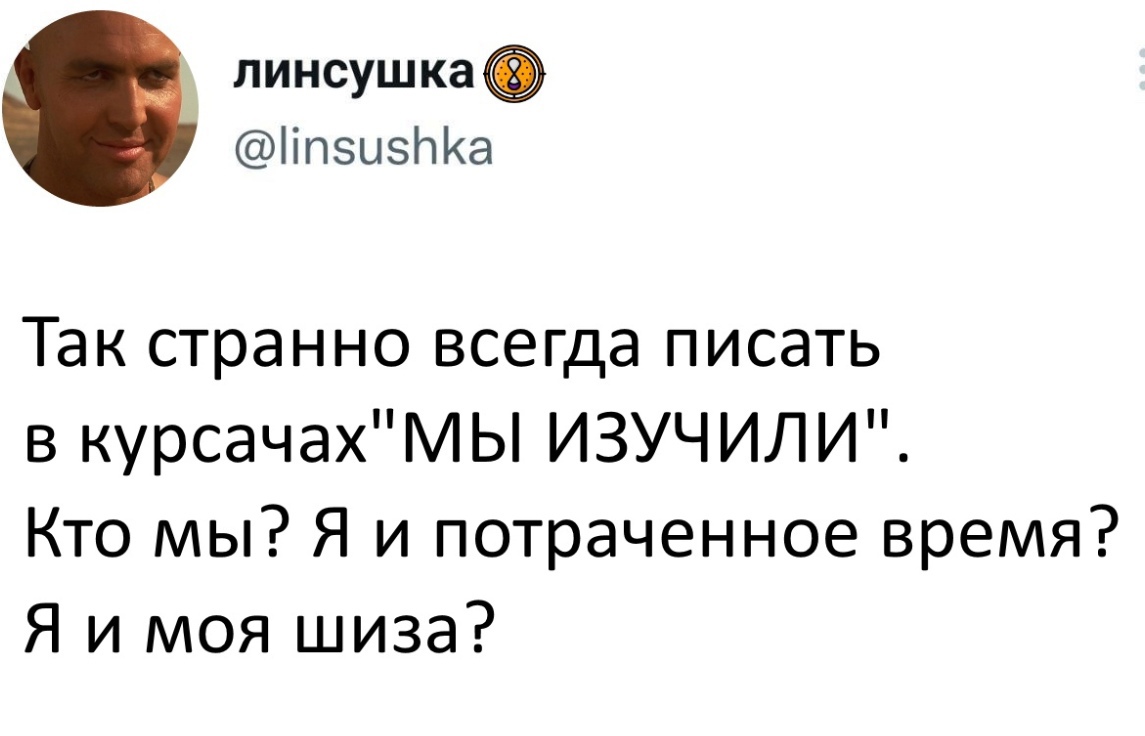 линсушка
@linsushka
Так странно всегда писать
в курсачах"МЫ ИЗУЧИЛИ".
Кто мы? Я и потраченное время?
Я и моя шиза?